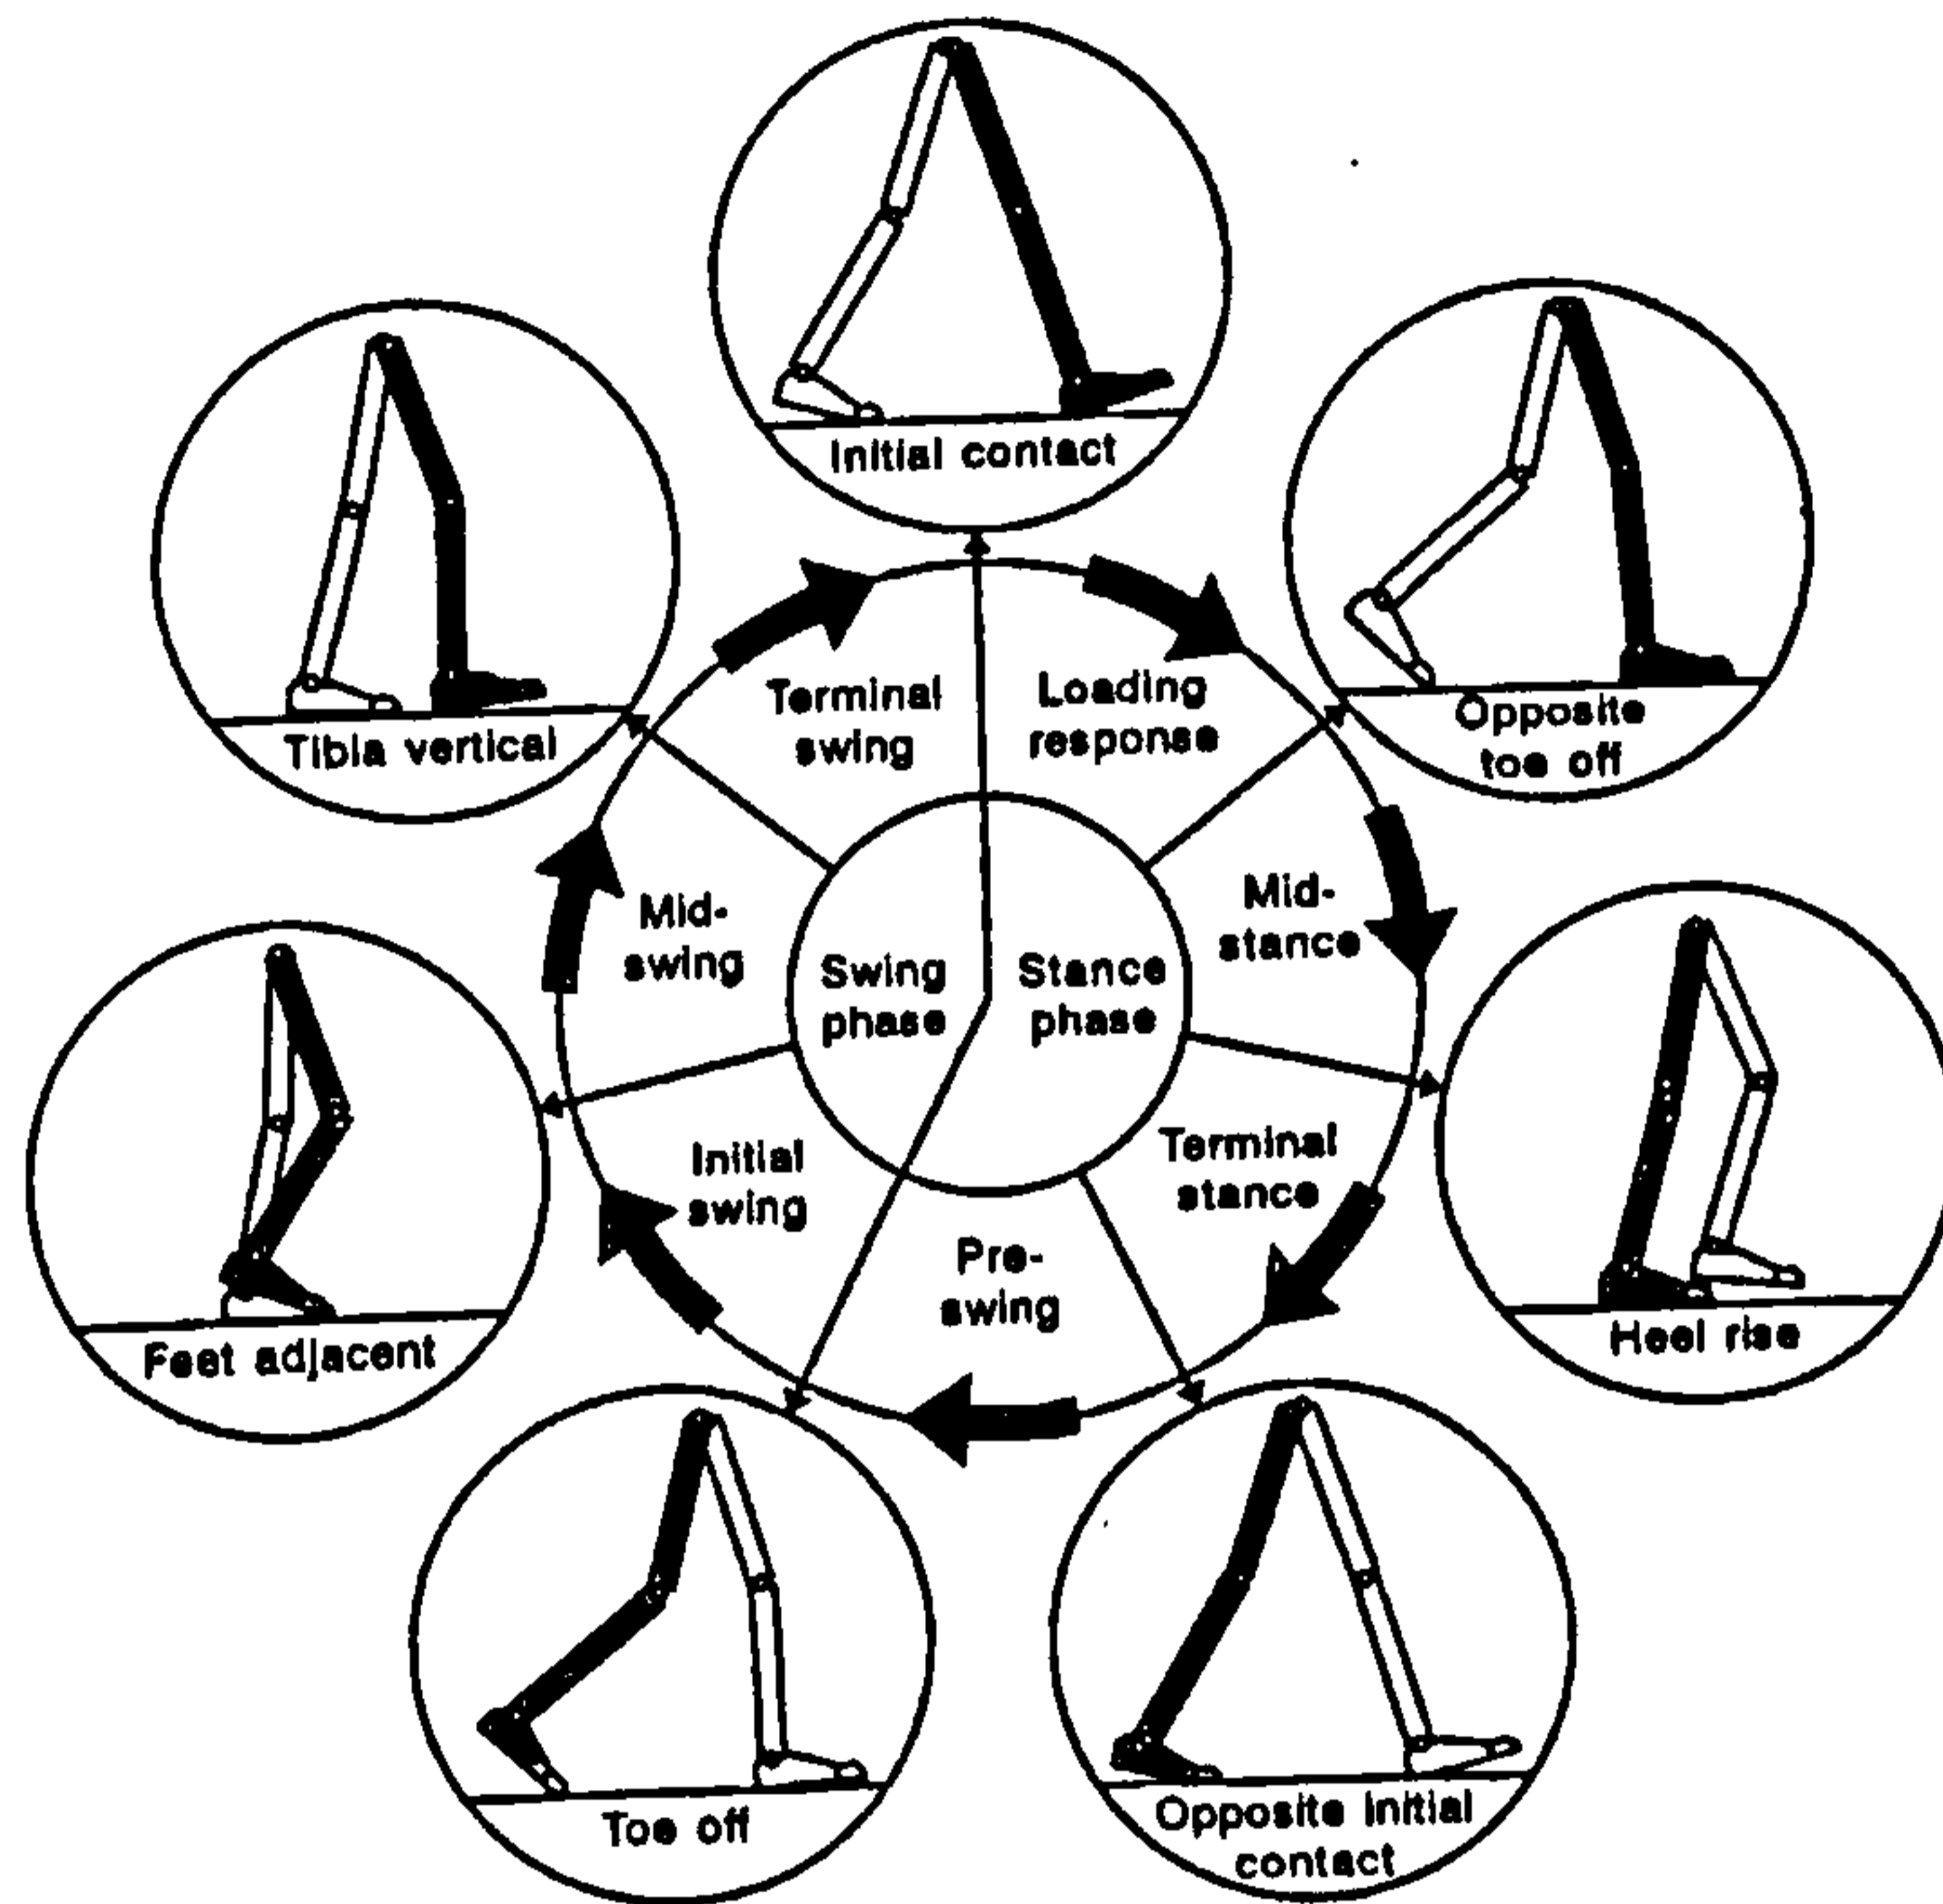 Initial contact
Opposite
toe off
Tibia vertical
Terminal
swing
Loading
response
Mid-
swing
Mid-
stance
Swing
phase
Stance
phase
Initial
swing
Terminal
stance
Pre-
swing
Feet adjacent
Heel rise
Toe off
Opposite initial
contact